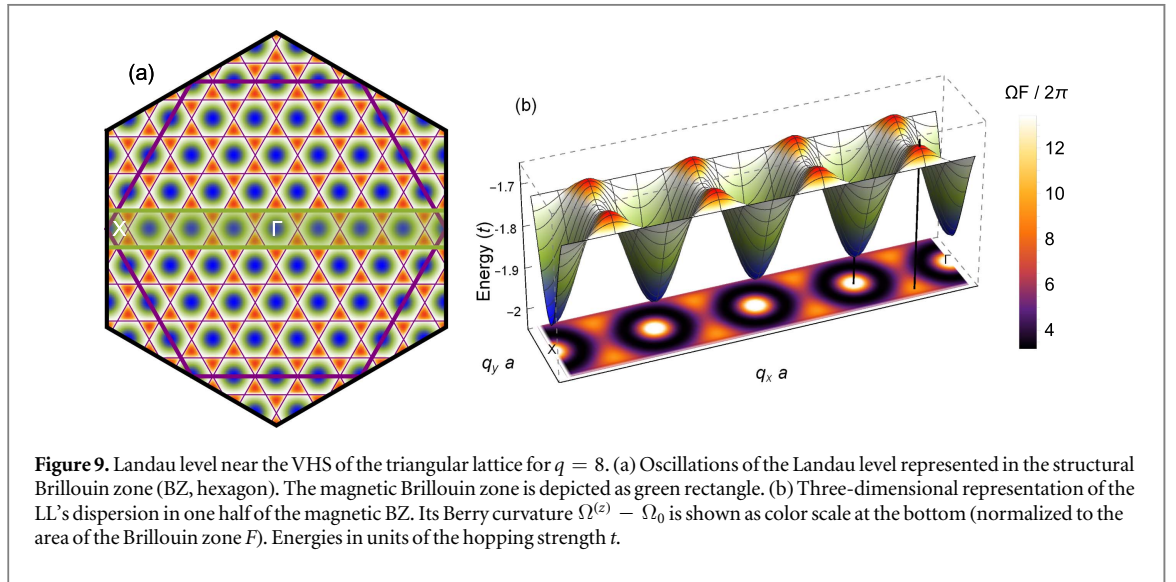 (a)
X
Γ
(b)
ΩF / 2π
−1.7
12
−1.8
10
Energy (t)
8
−1.9
6
−2
4
Γ
X
q_y a
q_x a
Figure 9. Landau level near the VHS of the triangular lattice for q = 8. (a) Oscillations of the Landau level represented in the structural
Brillouin zone (BZ, hexagon). The magnetic Brillouin zone is depicted as green rectangle. (b) Three-dimensional representation of the
LL's dispersion in one half of the magnetic BZ. Its Berry curvature Ω^(z) − Ω_0 is shown as color scale at the bottom (normalized to the
area of the Brillouin zone F). Energies in units of the hopping strength t.